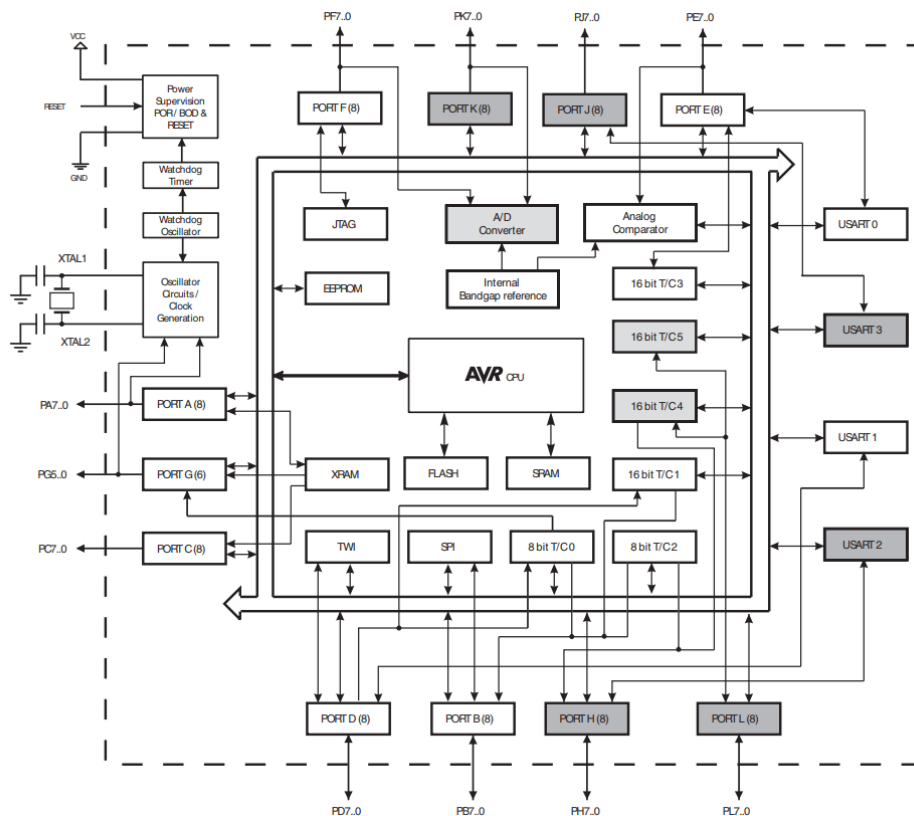 PF7..0
PK7..0
PJ7..0
PE7..0
VCC
RESET
GND
Power
Supervision
POR/ BOD &
RESET
PORT F (8)
PORT K (8)
PORT J (8)
PORT E (8)
Watchdog
Timer
Watchdog
Oscillator
JTAG
A/D
Converter
Analog
Comparator
USART 0
XTAL1
Oscillator
Circuits /
Clock
Generation
XTAL2
EEPROM
Internal
Bandgap reference
16 bit T/C3
16 bit T/C5
USART 3
AVR CPU
PA7..0
PORT A (8)
16 bit T/C4
USART 1
PG5..0
PORT G (6)
XRAM
FLASH
SRAM
16 bit T/C1
PC7..0
PORT C (8)
TWI
SPI
8 bit T/C0
8 bit T/C2
USART 2
PORT D (8)
PORT B (8)
PORT H (8)
PORT L (8)
PD7..0
PB7..0
PH7..0
PL7..0